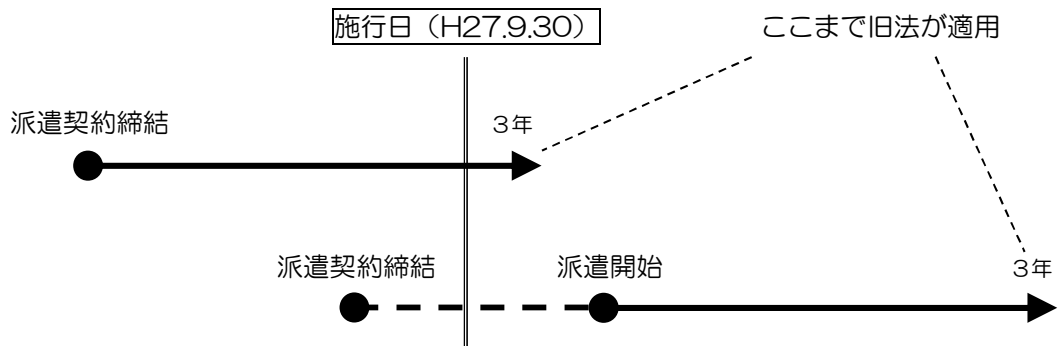 施行日（H27.9.30）
ここまで旧法が適用
派遣契約締結
３年
派遣契約締結
派遣開始
３年